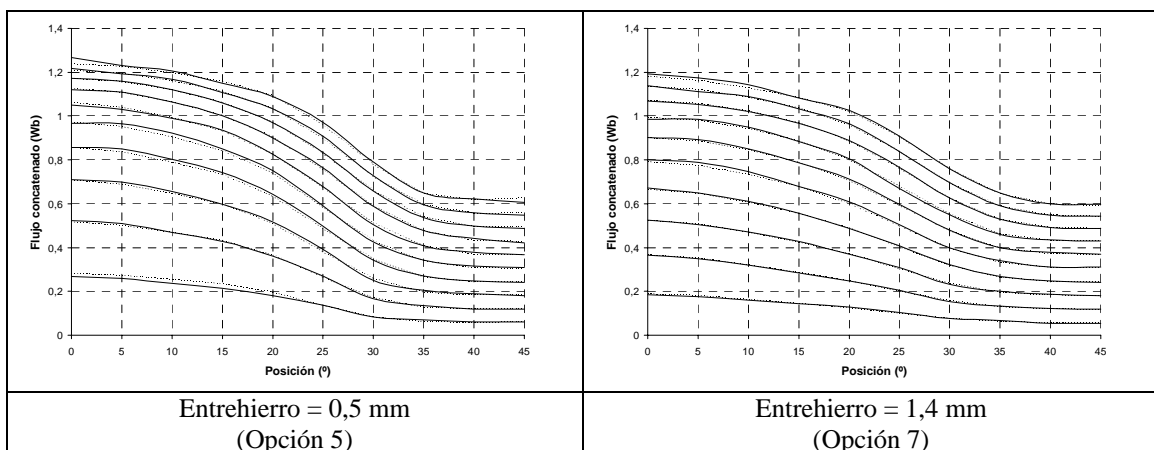 1,4
1,2
1
0,8
0,6
0,4
0,2
0
Flujo concatenado (Wb)
0 5 10 15 20 25 30 35 40 45
Posición (º)
Entrehierro = 0,5 mm
(Opción 5)
1,4
1,2
1
0,8
0,6
0,4
0,2
0
Flujo concatenado (Wb)
0 5 10 15 20 25 30 35 40 45
Posición (º)
Entrehierro = 1,4 mm
(Opción 7)